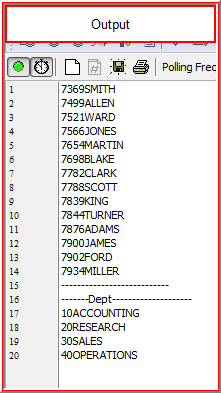 Output
Polling Freq
1 7369SMITH
2 7499ALLEN
3 7521WARD
4 7566JONES
5 7654MARTIN
6 7698BLAKE
7 7782CLARK
8 7788SCOTT
9 7839KING
10 7844TURNER
11 7876ADAMS
12 7900JAMES
13 7902FORD
14 7934MILLER
15 ---------------------------
16 -------Dept--------------------
17 10ACCOUNTING
18 20RESEARCH
19 30SALES
20 40OPERATIONS